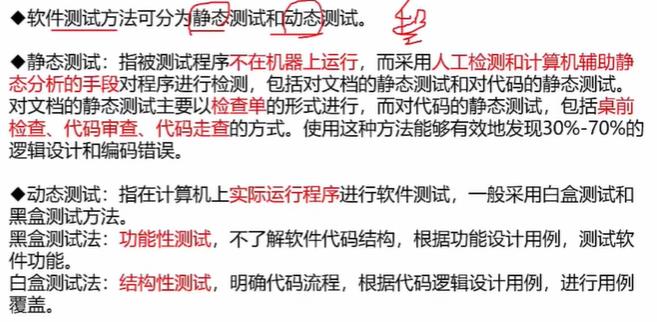 ◆软件测试方法可分为静态测试和动态测试。
◆静态测试：指被测试程序不在机器上运行，而采用人工检测和计算机辅助静
态分析的手段对程序进行检测，包括对文档的静态测试和对代码的静态测试。
对文档的静态测试主要以检查单的形式进行，而对代码的静态测试，包括桌前
检查、代码审查、代码走查的方式。使用这种方法能够有效地发现30%-70%的
逻辑设计和编码错误。
◆动态测试：指在计算机上实际运行程序进行软件测试，一般采用白盒测试和
黑盒测试方法。
黑盒测试法：功能性测试，不了解软件代码结构，根据功能设计用例，测试软
件功能。
白盒测试法：结构性测试，明确代码流程，根据代码逻辑设计用例，进行用例
覆盖。